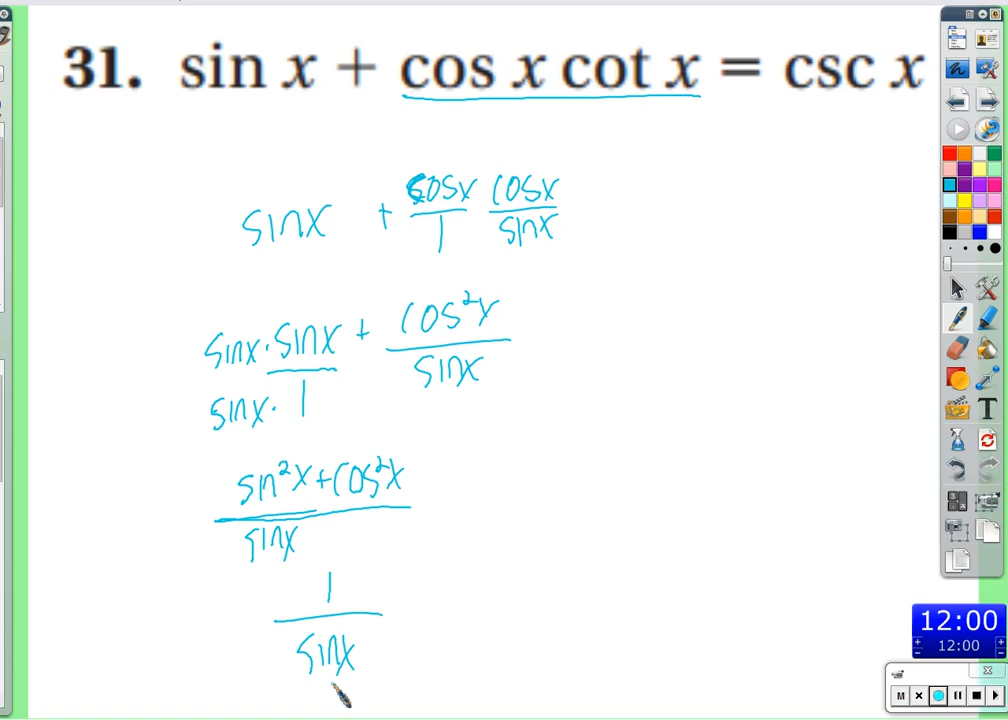 31. sin x + cos x cot x = csc x
sinx + cosx/1 cosx/sinx
sinx · sinx / sinx · 1 + cos²x/sinx
sin²x + cos²x
sinx
1
sinx
12:00
12:00
M
T